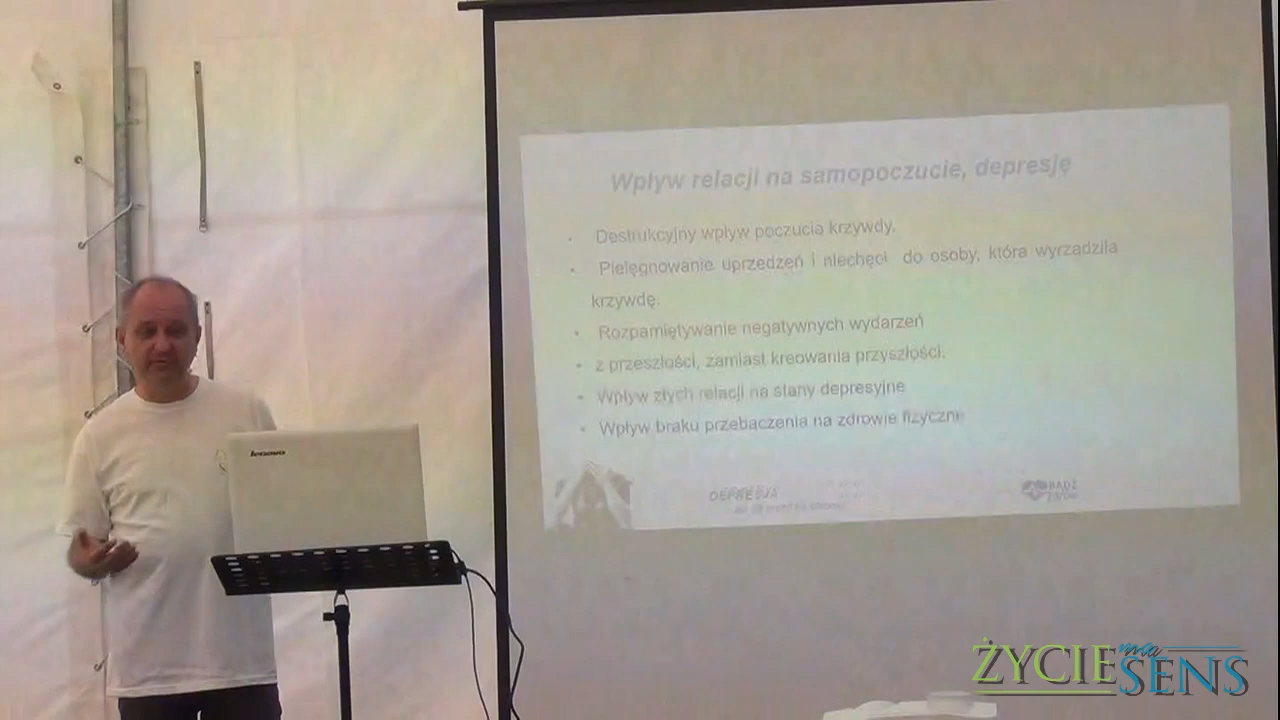 Wpływ relacji na samopoczucie, depresję
Destrukcyjny wpływ poczucia krzywdy.
Pielęgnowanie uprzedzeń i niechęci do osoby, która wyrządziła
krzywdę.
Rozpamiętywanie negatywnych wydarzeń
z przeszłości, zamiast kreowania przyszłości.
Wpływ złych relacji na stany depresyjne
Wpływ braku przebaczenia na zdrowie fizyczne
DEPRESJA
BĄDŹ
lenovo
ŻYCIE ma SENS